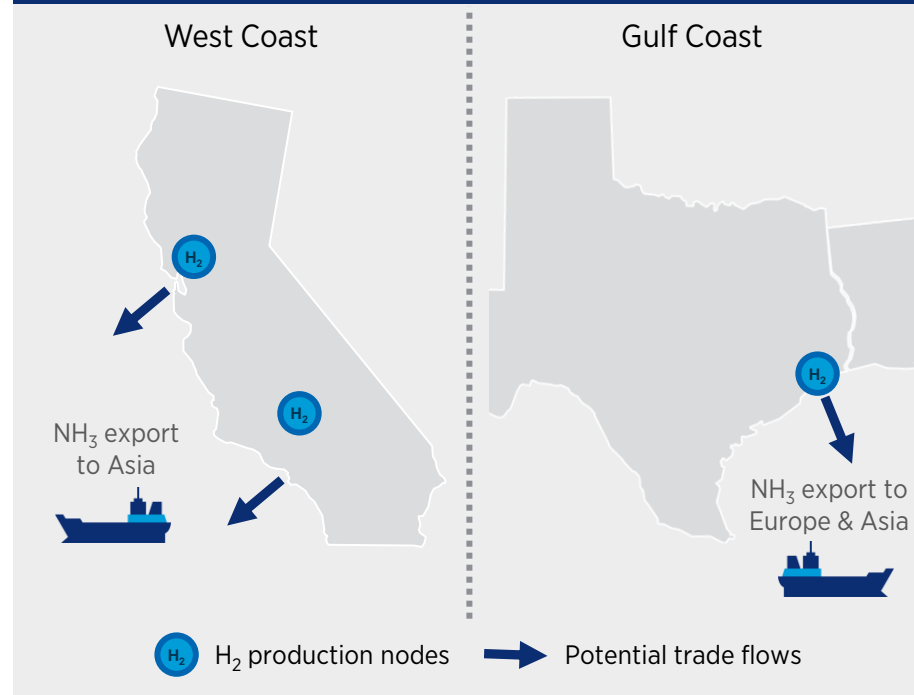 West Coast
Gulf Coast
H₂
H₂
H₂
NH₃ export
to Asia
NH₃ export to
Europe & Asia
H₂
H₂ production nodes
Potential trade flows